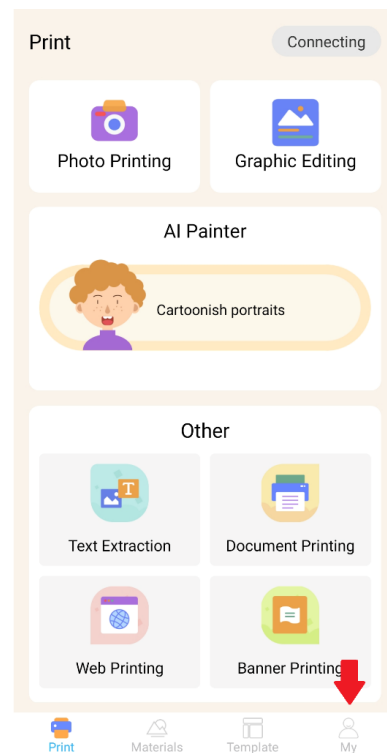 Print
Connecting
Photo Printing
Graphic Editing
AI Painter
Cartoonish portraits
Other
T
Text Extraction
Document Printing
Web Printing
Banner Printing
Print
Materials
Template
My